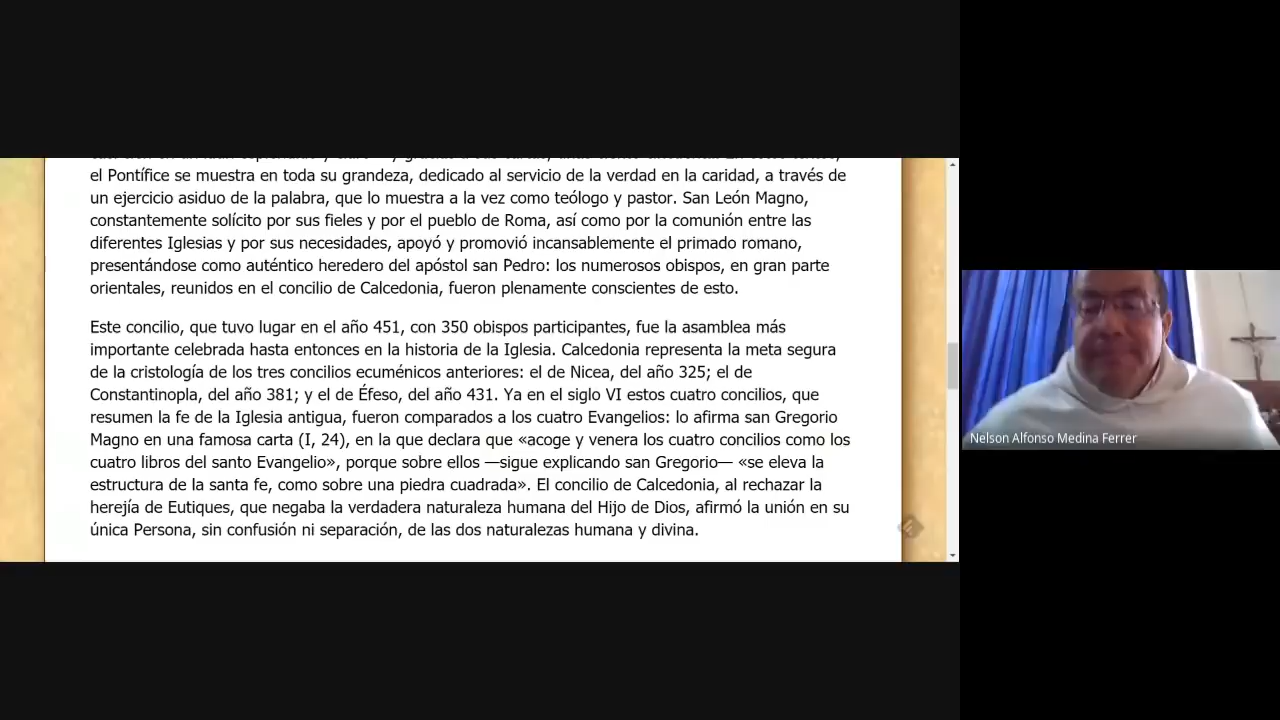 el Pontífice se muestra en toda su grandeza, dedicado al servicio de la verdad en la caridad, a través de
un ejercicio asiduo de la palabra, que lo muestra a la vez como teólogo y pastor. San León Magno,
constantemente solícito por sus fieles y por el pueblo de Roma, así como por la comunión entre las
diferentes Iglesias y por sus necesidades, apoyó y promovió incansablemente el primado romano,
presentándose como auténtico heredero del apóstol san Pedro: los numerosos obispos, en gran parte
orientales, reunidos en el concilio de Calcedonia, fueron plenamente conscientes de esto.
Este concilio, que tuvo lugar en el año 451, con 350 obispos participantes, fue la asamblea más
importante celebrada hasta entonces en la historia de la Iglesia. Calcedonia representa la meta segura
de la cristología de los tres concilios ecuménicos anteriores: el de Nicea, del año 325; el de
Constantinopla, del año 381; y el de Éfeso, del año 431. Ya en el siglo VI estos cuatro concilios, que
resumen la fe de la Iglesia antigua, fueron comparados a los cuatro Evangelios: lo afirma san Gregorio
Magno en una famosa carta (I, 24), en la que declara que «acoge y venera los cuatro concilios como los
cuatro libros del santo Evangelio», porque sobre ellos —sigue explicando san Gregorio— «se eleva la
estructura de la santa fe, como sobre una piedra cuadrada». El concilio de Calcedonia, al rechazar la
herejía de Eutiques, que negaba la verdadera naturaleza humana del Hijo de Dios, afirmó la unión en su
única Persona, sin confusión ni separación, de las dos naturalezas humana y divina.
Nelson Alfonso Medina Ferrer